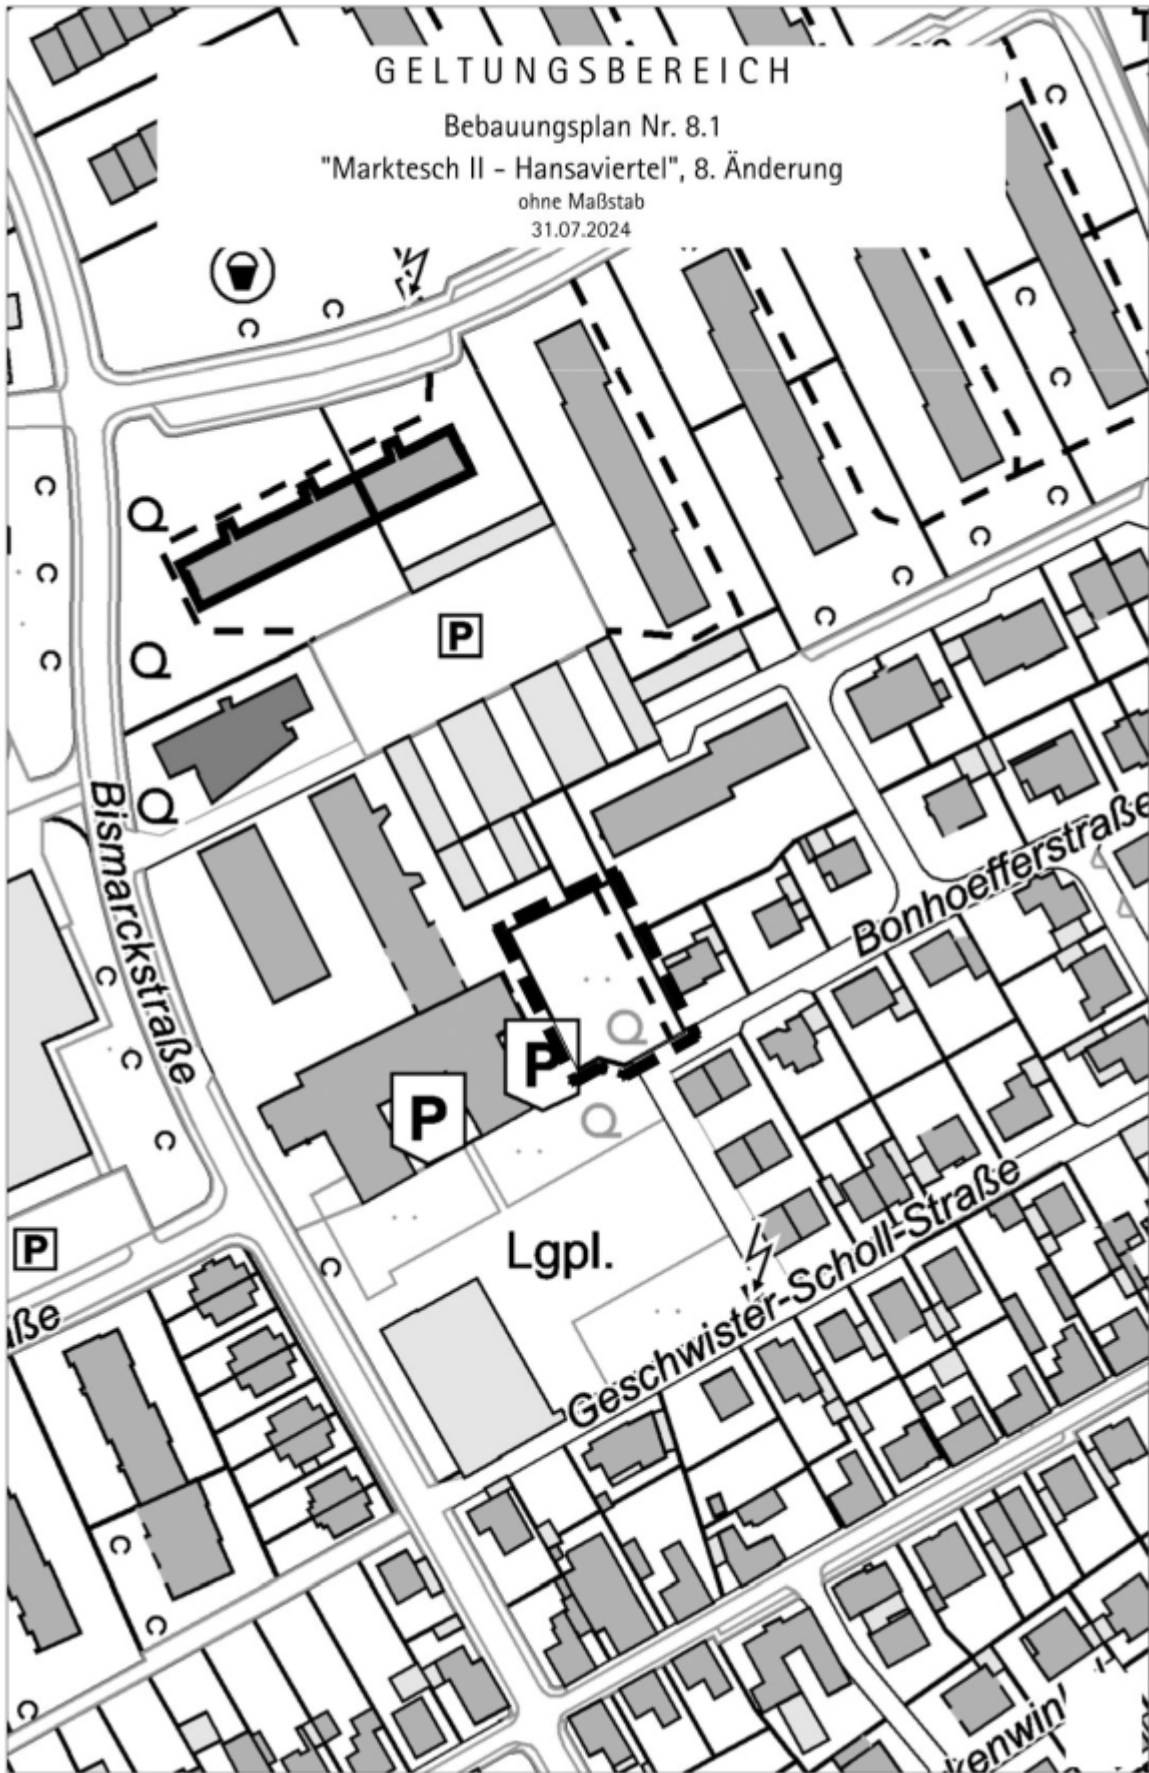 GELTUNGSBEREICH
Bebauungsplan Nr. 8.1
"Marktesch II - Hansaviertel", 8. Änderung
ohne Maßstab
31.07.2024
P
Bismarckstraße
Bonhoefferstraße
P
P
P
Lgpl.
Geschwister-Scholl-Straße
aße
kenwin